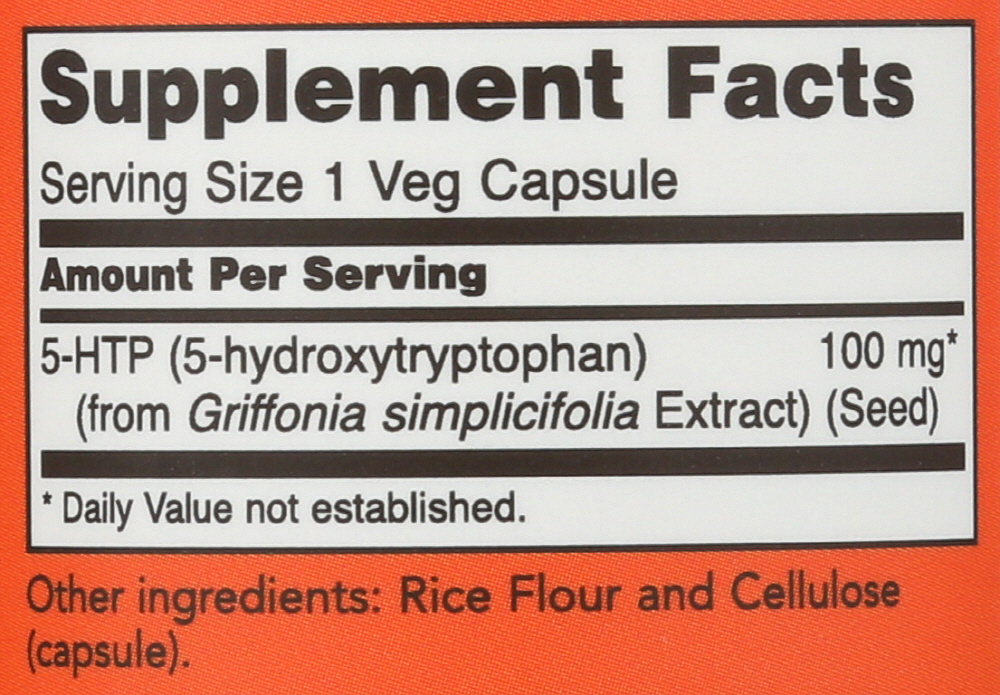 Supplement Facts
Serving Size 1 Veg Capsule
Amount Per Serving
5-HTP (5-hydroxytryptophan) 100 mg*
(from Griffonia simplicifolia Extract) (Seed)
* Daily Value not established.
Other ingredients: Rice Flour and Cellulose
(capsule).